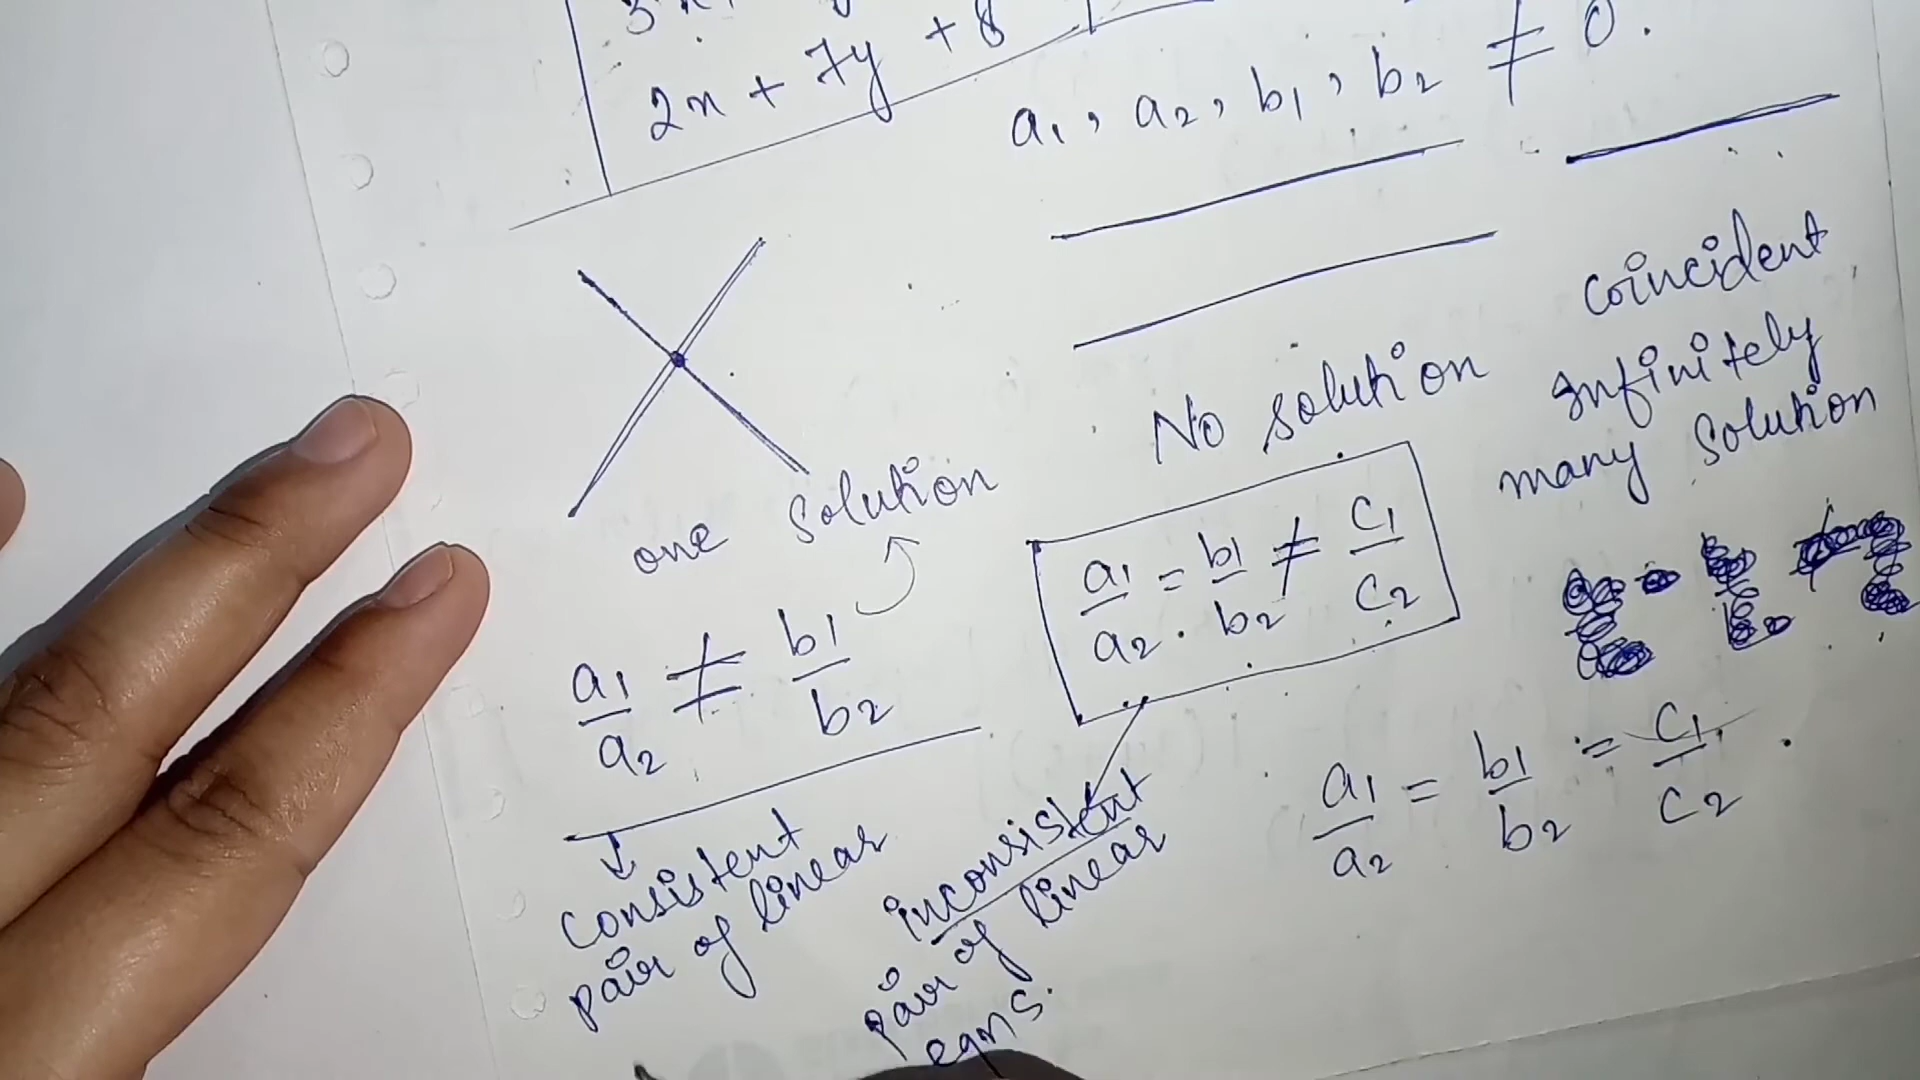 2x + 7y + 8
a₁, a₂, b₁, b₂ ≠ 0.
one solution
a₁/a₂ ≠ b₁/b₂
consistent
pair of linear
No solution
a₁/a₂ = b₁/b₂ ≠ c₁/c₂
inconsistent
pair of linear
eqns.
coincident
infinitely
many solution
a₁/a₂ = b₁/b₂ = c₁/c₂